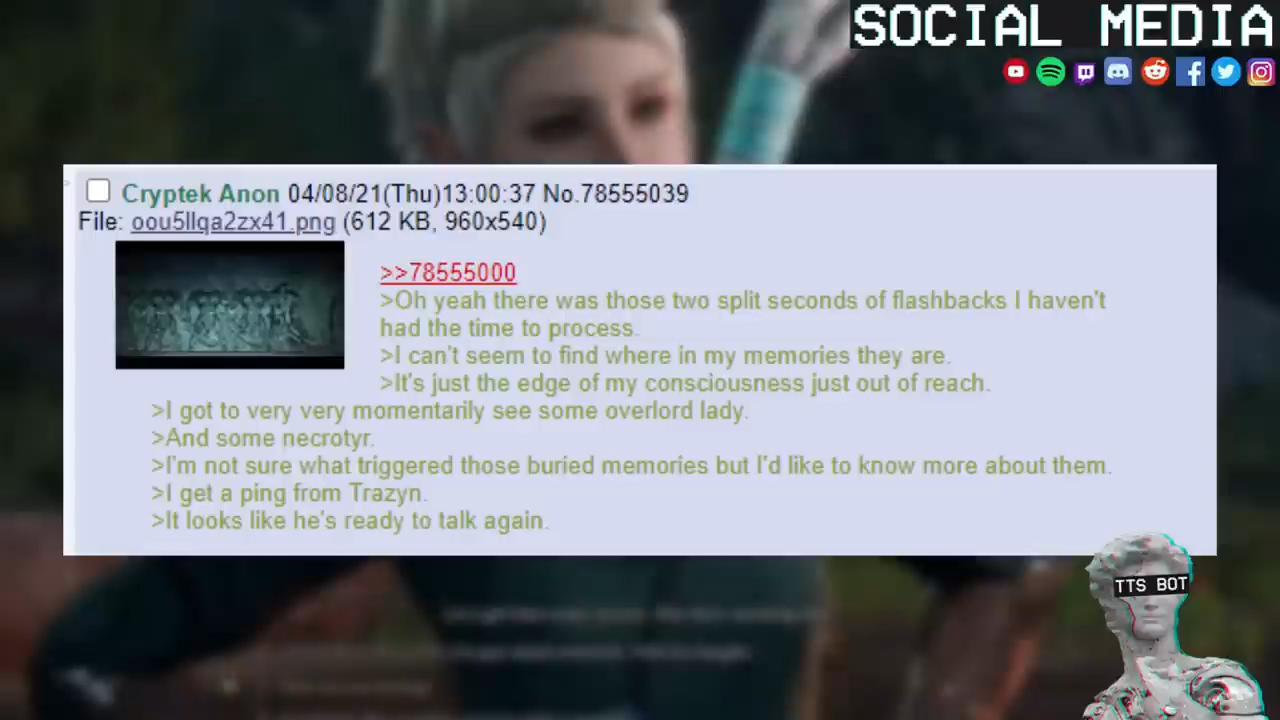 SOCIAL MEDIA
Cryptek Anon 04/08/21(Thu)13:00:37 No.78555039
File: oou5llqa2zx41.png (612 KB, 960x540)
>>78555000
>Oh yeah there was those two split seconds of flashbacks I haven't
had the time to process.
>I can't seem to find where in my memories they are.
>It's just the edge of my consciousness just out of reach.
>I got to very very momentarily see some overlord lady.
>And some necrotyr.
>I'm not sure what triggered those buried memories but I'd like to know more about them.
>I get a ping from Trazyn.
>It looks like he's ready to talk again.
TTS BOT